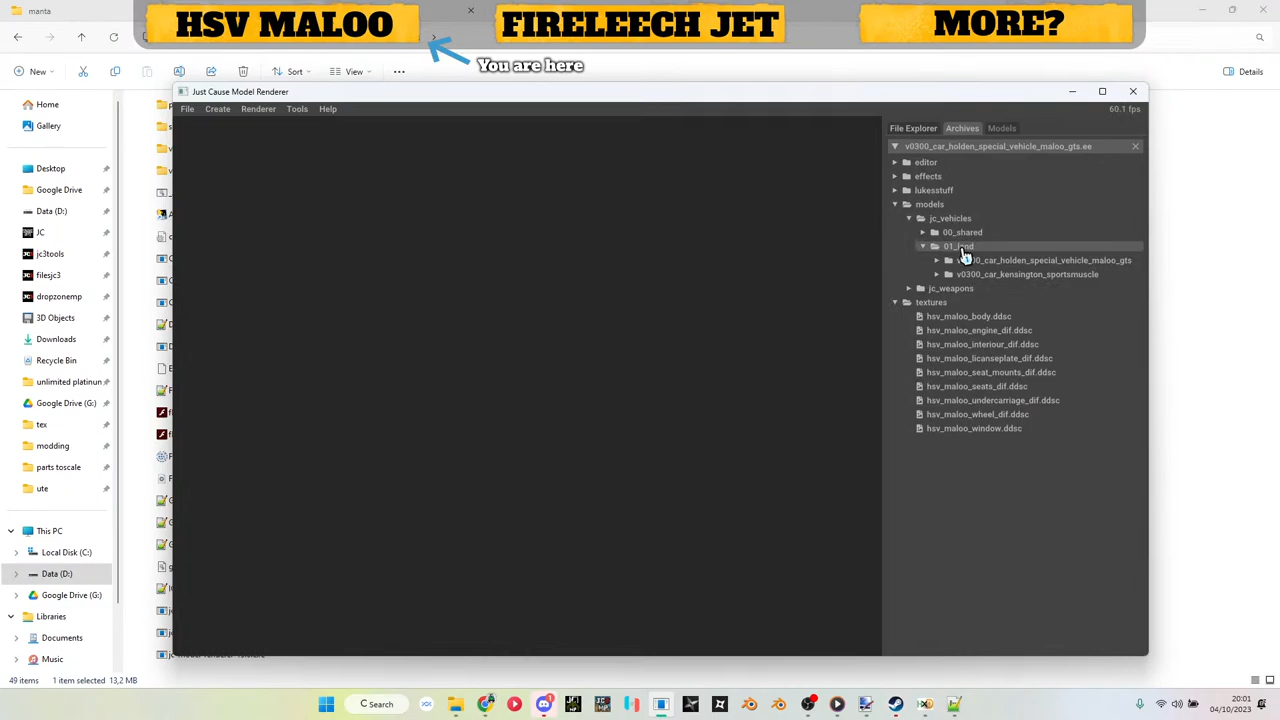 manta
HSV MALOO
FIRELEECH JET
MORE?
You are here
New
Sort
View
Details
Just Cause Model Renderer
File Create Renderer Tools Help
60.1 fps
File Explorer Archives Models
v0300_car_holden_special_vehicle_maloo_gts.ee
editor
effects
lukesstuff
models
jc_vehicles
00_shared
01_land
v0300_car_holden_special_vehicle_maloo_gts
v0300_car_kensington_sportsmuscle
jc_weapons
textures
hsv_maloo_body.ddsc
hsv_maloo_engine_dif.ddsc
hsv_maloo_interiour_dif.ddsc
hsv_maloo_licanseplate_dif.ddsc
hsv_maloo_seat_mounts_dif.ddsc
hsv_maloo_seats_dif.ddsc
hsv_maloo_undercarriage_dif.ddsc
hsv_maloo_wheel_dif.ddsc
hsv_maloo_window.ddsc
Home
Gallery
Desktop
Google Drive
Data (D:)
JC
jc3tools
filesjc3
dropzonemp
3D Objects
Downloads
Recycle Bin
unlimited platinun
Google Drive (G:)
tex
modding
parts toscale
ute
This PC
Local Disk (C:)
Data (D:)
Google Drive (G:)
Libraries
Documents
Music
49 items
1 item selected 13,2 MB
Search
20:01
04/10/2023